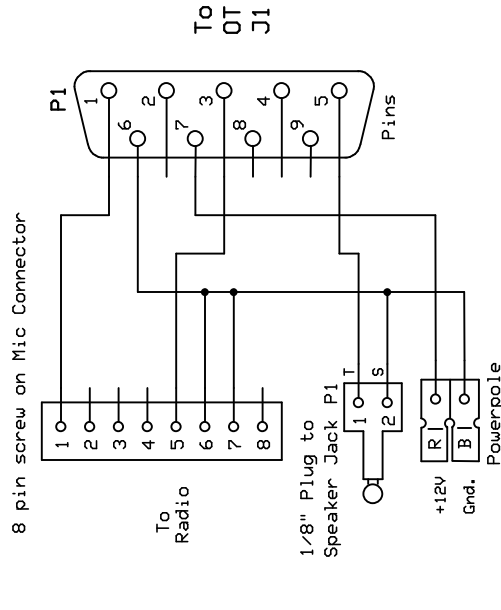 To
OT
J1
P1
1
2
3
4
5
6
7
8
9
Pins
8 pin screw on Mic Connector
1
2
3
4
5
6
7
8
To
Radio
1/8" Plug to
Speaker Jack P1
T
S
1
2
R
B
+12V
Gnd.
Powerpole